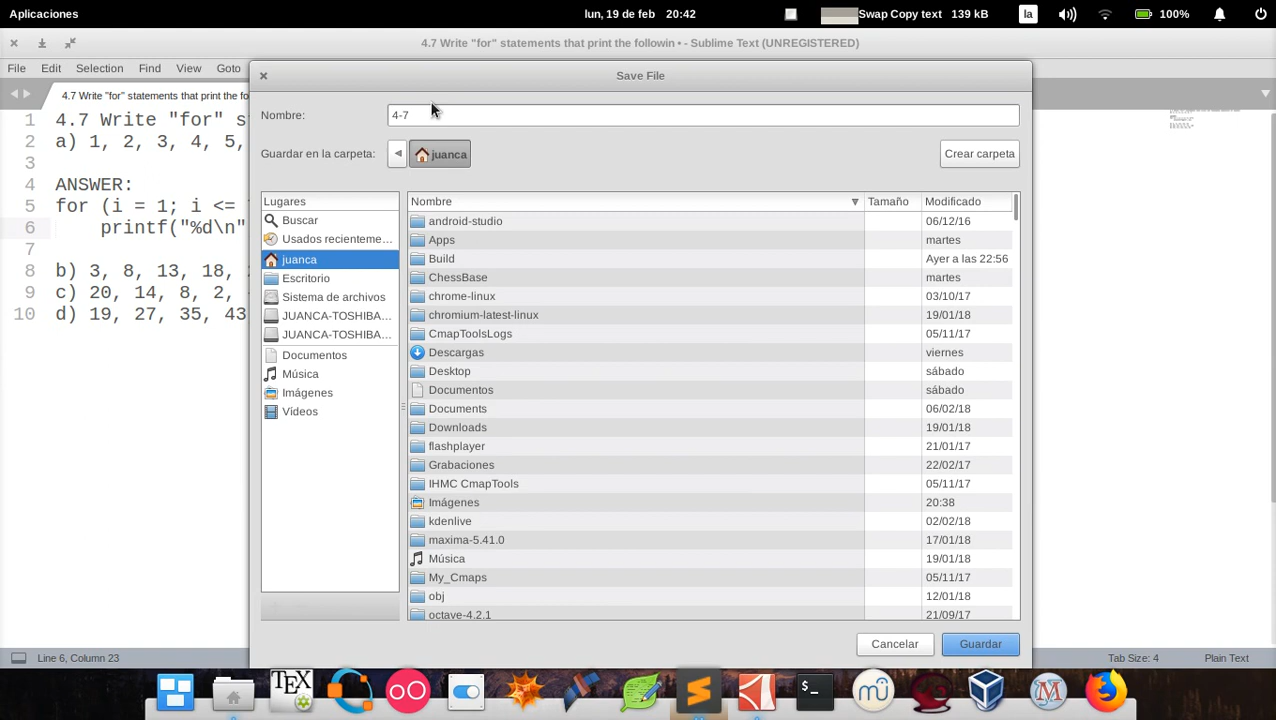 Aplicaciones
lun, 19 de feb 20:42
Swap Copy text 139 kB
la
100%
4.7 Write "for" statements that print the followin • - Sublime Text (UNREGISTERED)
File Edit Selection Find View Goto
4.7 Write "for" statements that print the fo
1 4.7 Write "for" s
2 a) 1, 2, 3, 4, 5,
3
4 ANSWER:
5 for (i = 1; i <=
6 printf("%d\n"
7
8 b) 3, 8, 13, 18,
9 c) 20, 14, 8, 2,
10 d) 19, 27, 35, 43
Save File
Nombre: 4-7
Guardar en la carpeta: juanca
Crear carpeta
Lugares
Buscar
Usados recienteme...
juanca
Escritorio
Sistema de archivos
JUANCA-TOSHIBA...
JUANCA-TOSHIBA...
Documentos
Música
Imágenes
Vídeos
Nombre Tamaño Modificado
android-studio 06/12/16
Apps martes
Build Ayer a las 22:56
ChessBase martes
chrome-linux 03/10/17
chromium-latest-linux 19/01/18
CmapToolsLogs 05/11/17
Descargas viernes
Desktop sábado
Documentos sábado
Documents 06/02/18
Downloads 19/01/18
flashplayer 21/01/17
Grabaciones 22/02/17
IHMC CmapTools 05/11/17
Imágenes 20:38
kdenlive 02/02/18
maxima-5.41.0 17/01/18
Música 19/01/18
My_Cmaps 05/11/17
obj 12/01/18
octave-4.2.1 21/09/17
Cancelar Guardar
Line 6, Column 23
Tab Size: 4 Plain Text
TEX